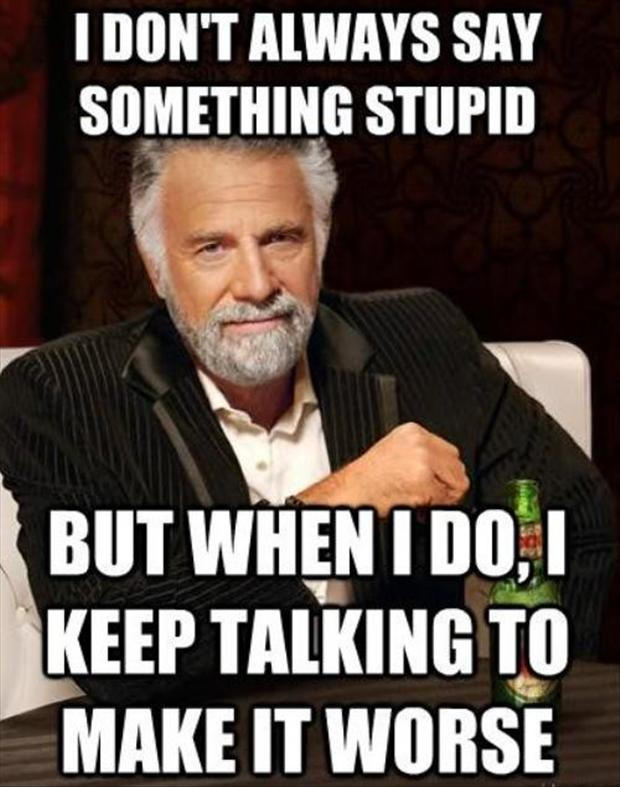 I DON'T ALWAYS SAY
SOMETHING STUPID
BUT WHEN I DO, I
KEEP TALKING TO
MAKE IT WORSE